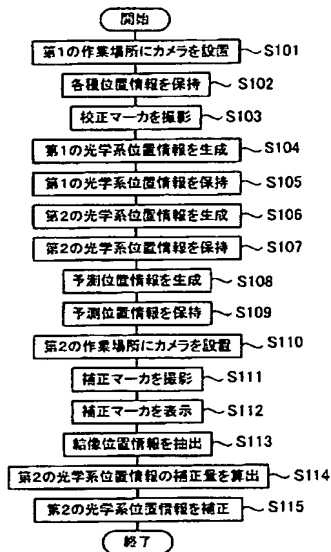 開始
第1の作業場所にカメラを設置 S101
各種位置情報を保持 S102
校正マーカを撮影 S103
第1の光学系位置情報を生成 S104
第1の光学系位置情報を保持 S105
第2の光学系位置情報を生成 S106
第2の光学系位置情報を保持 S107
予測位置情報を生成 S108
予測位置情報を保持 S109
第2の作業場所にカメラを設置 S110
補正マーカを撮影 S111
補正マーカを表示 S112
結像位置情報を抽出 S113
第2の光学系位置情報の補正量を算出 S114
第2の光学系位置情報を補正 S115
終了